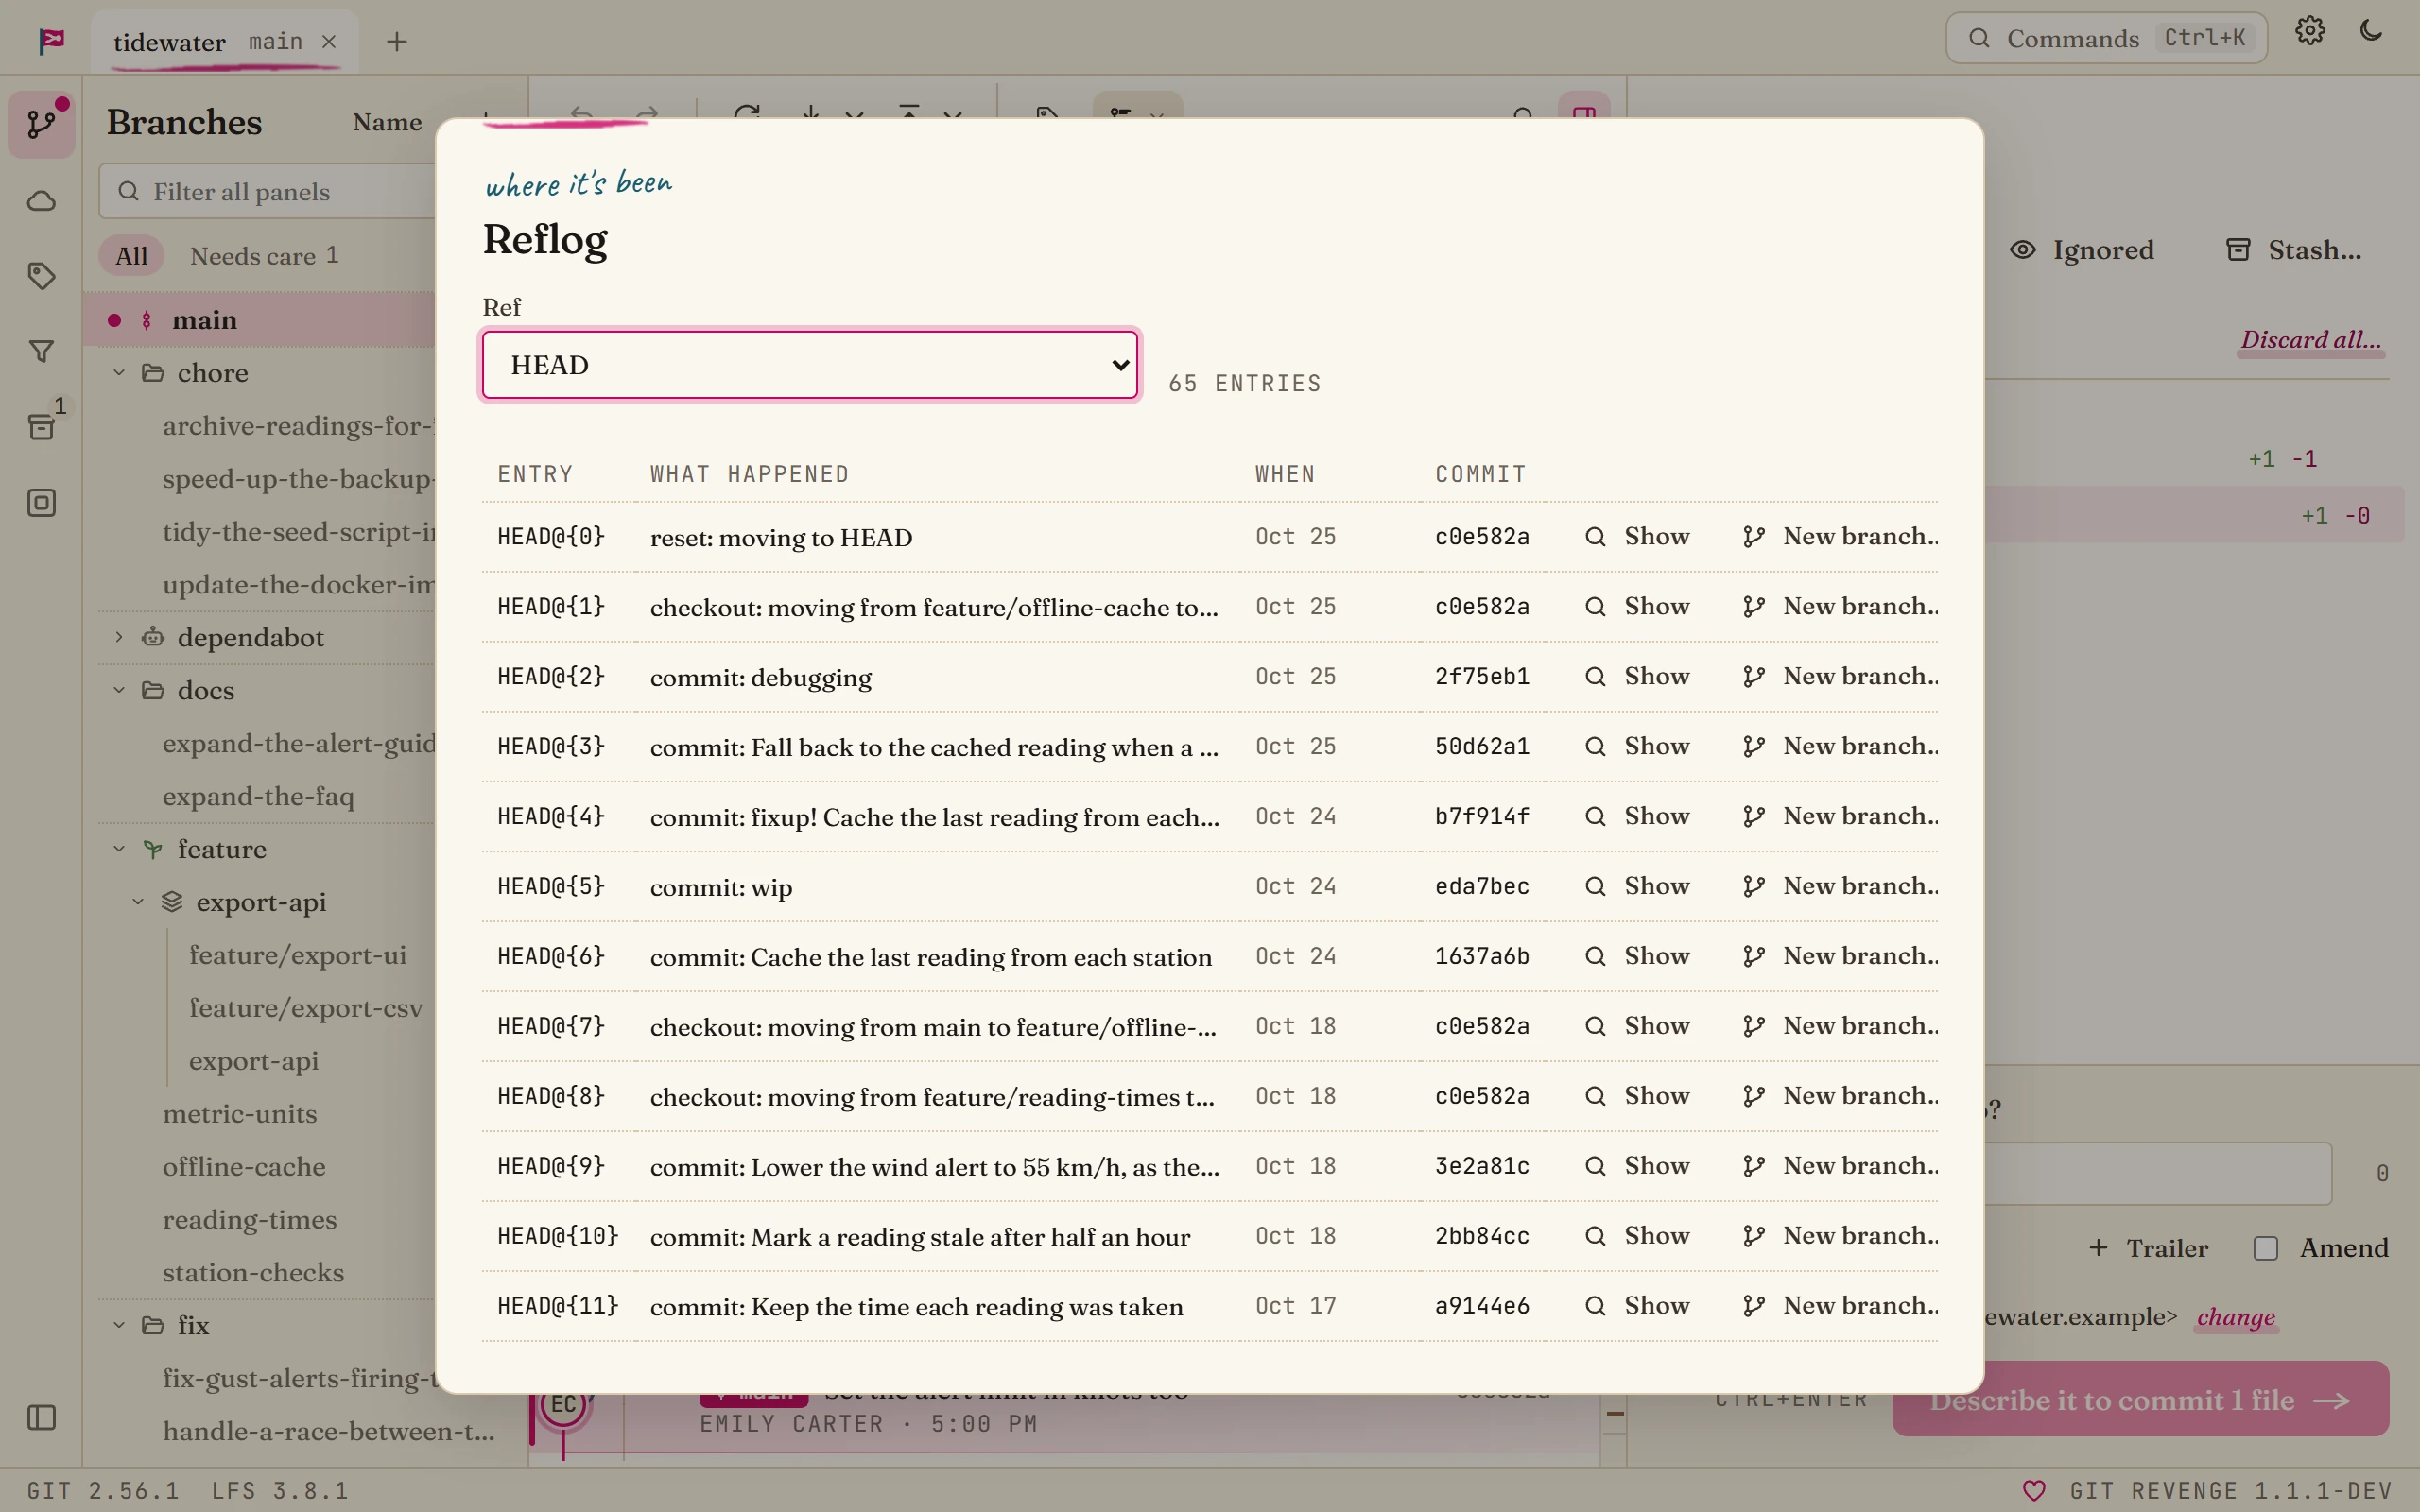 tidewater main
Commands Ctrl+K
Branches Name
Filter all panels
All Needs care 1
main
chore
archive-readings-for-
speed-up-the-backup-
tidy-the-seed-script-i
update-the-docker-im
dependabot
docs
expand-the-alert-guid
expand-the-faq
feature
export-api
feature/export-ui
feature/export-csv
export-api
metric-units
offline-cache
reading-times
station-checks
fix
fix-gust-alerts-firing-t
handle-a-race-between-t...
1
where it's been
Reflog
Ref
HEAD
65 ENTRIES
ENTRY WHAT HAPPENED WHEN COMMIT
HEAD@{0} reset: moving to HEAD Oct 25 c0e582a Show New branch..
HEAD@{1} checkout: moving from feature/offline-cache to... Oct 25 c0e582a Show New branch..
HEAD@{2} commit: debugging Oct 25 2f75eb1 Show New branch..
HEAD@{3} commit: Fall back to the cached reading when a ... Oct 25 50d62a1 Show New branch..
HEAD@{4} commit: fixup! Cache the last reading from each... Oct 24 b7f914f Show New branch..
HEAD@{5} commit: wip Oct 24 eda7bec Show New branch..
HEAD@{6} commit: Cache the last reading from each station Oct 24 1637a6b Show New branch..
HEAD@{7} checkout: moving from main to feature/offline-... Oct 18 c0e582a Show New branch..
HEAD@{8} checkout: moving from feature/reading-times t... Oct 18 c0e582a Show New branch..
HEAD@{9} commit: Lower the wind alert to 55 km/h, as the... Oct 18 3e2a81c Show New branch..
HEAD@{10} commit: Mark a reading stale after half an hour Oct 18 2bb84cc Show New branch..
HEAD@{11} commit: Keep the time each reading was taken Oct 17 a9144e6 Show New branch..
Ignored Stash...
Discard all...
+1 -1
+1 -0
?
0
Trailer Amend
ewater.example> change
CTRL+ENTER Describe it to commit 1 file
main Set the alert limit in knots too
EC EMILY CARTER · 5:00 PM
GIT 2.56.1 LFS 3.8.1
GIT REVENGE 1.1.1-DEV